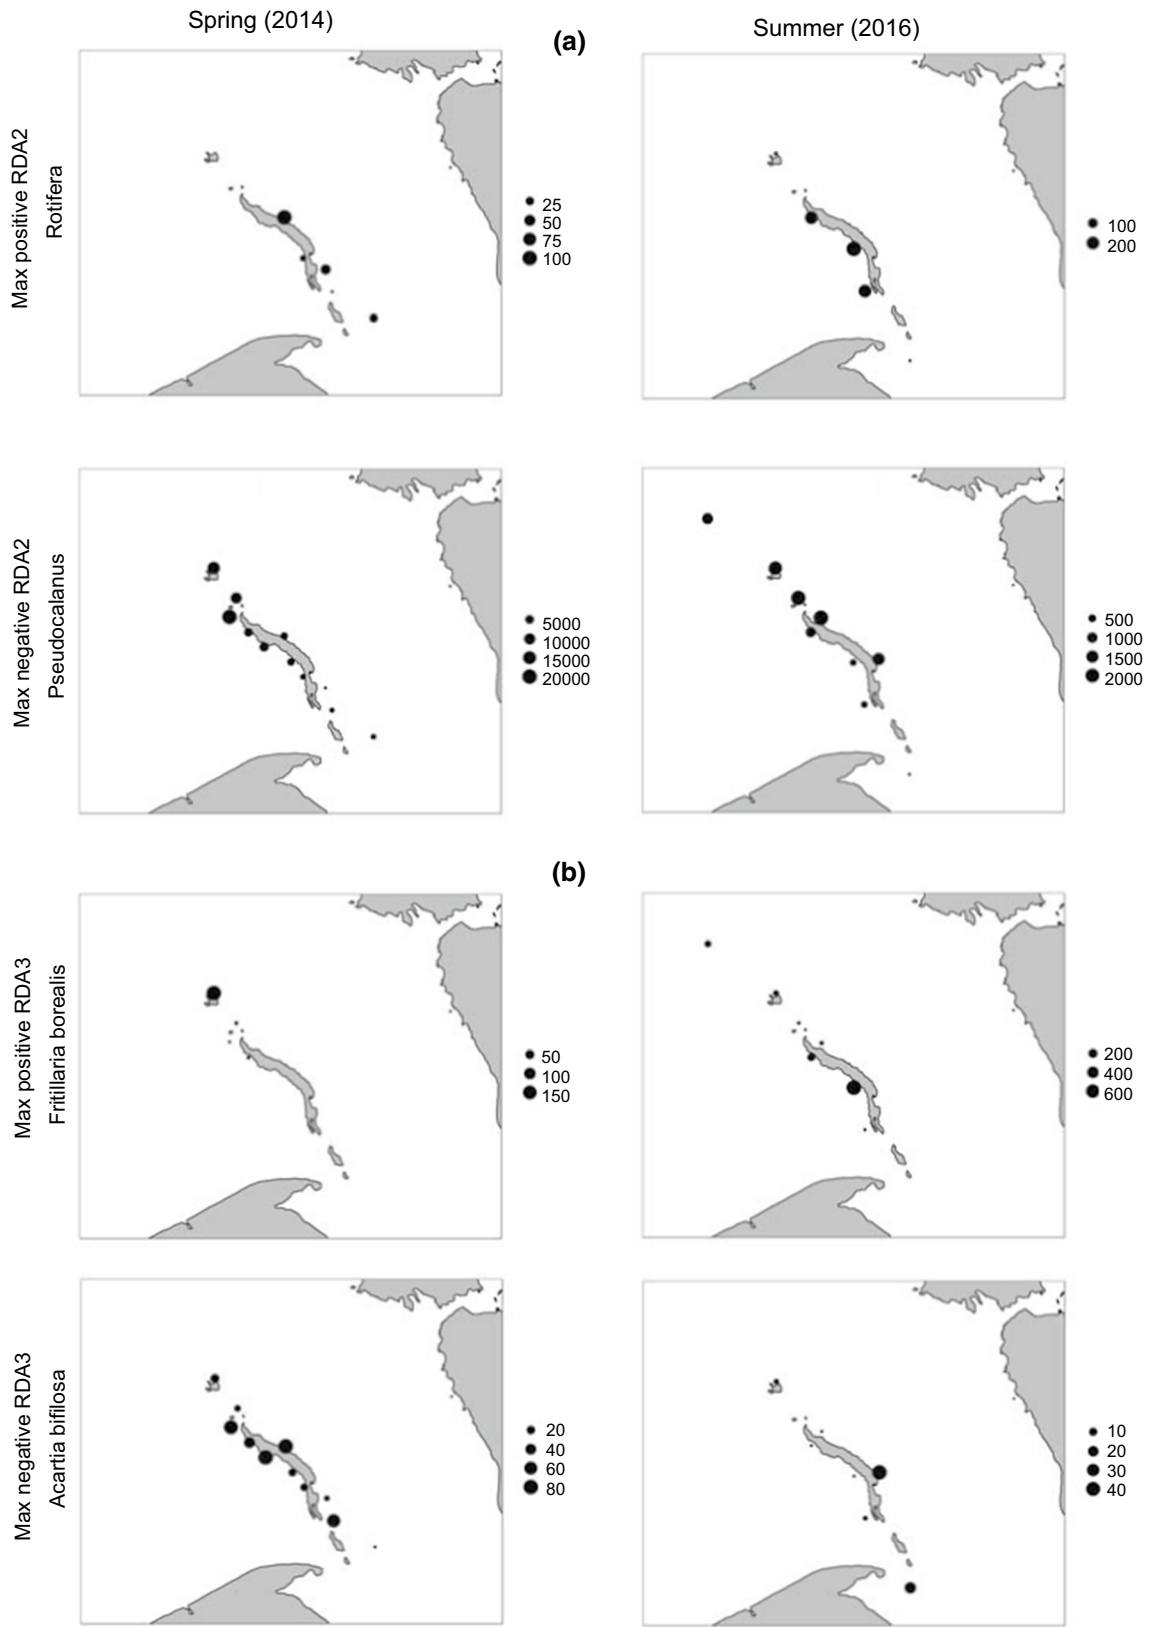 Spring (2014)
Summer (2016)
(a)
Max positive RDA2
Rotifera
25
50
75
100
100
200
Max negative RDA2
Pseudocalanus
5000
10000
15000
20000
500
1000
1500
2000
(b)
Max positive RDA3
Fritillaria borealis
50
100
150
200
400
600
Max negative RDA3
Acartia bifilosa
20
40
60
80
10
20
30
40